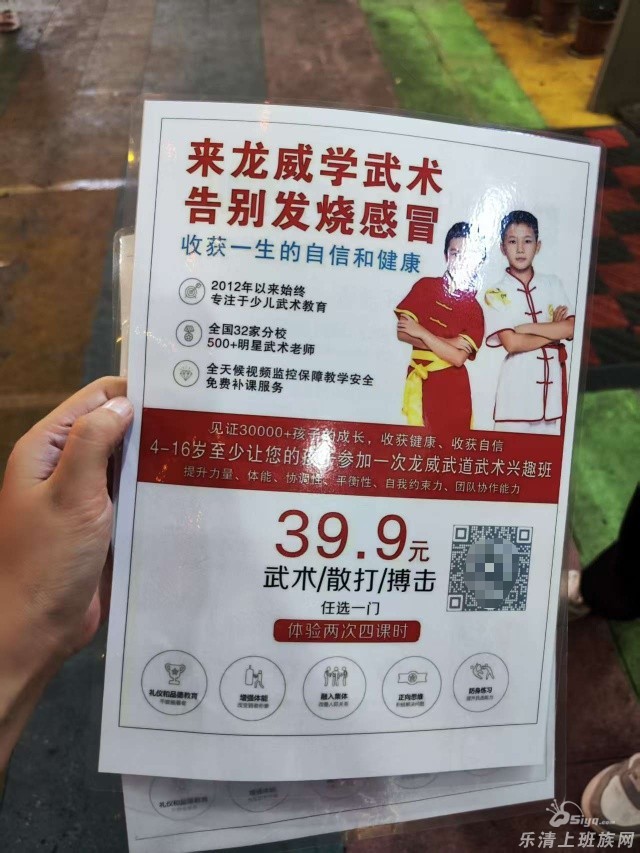 来龙威学武术
告别发烧感冒
收获一生的自信和健康
2012年以来始终
专注于少儿武术教育
全国32家分校
500+明星武术老师
全天候视频监控保障教学安全
免费补课服务
见证30000+孩子的成长，收获健康、收获自信
4-16岁至少让您的孩子参加一次龙威武道武术兴趣班
提升力量、体能、协调性、平衡性、自我约束力、团队协作能力
39.9元
武术/散打/搏击
任选一门
体验两次四课时
礼仪和品德教育
增强体能
融入集体
正向思维
防身练习
乐清上班族网